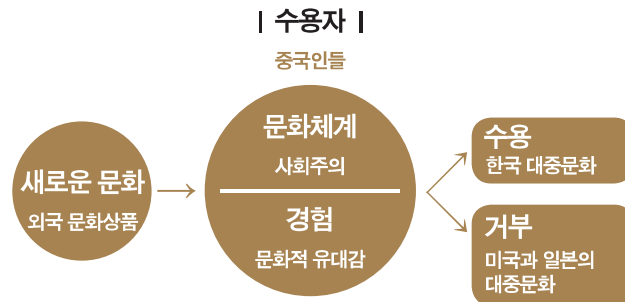 | 수용자 |
중국인들
새로운 문화
외국 문화상품
문화체계
사회주의
경험
문화적 유대감
수용
한국 대중문화
거부
미국과 일본의
대중문화